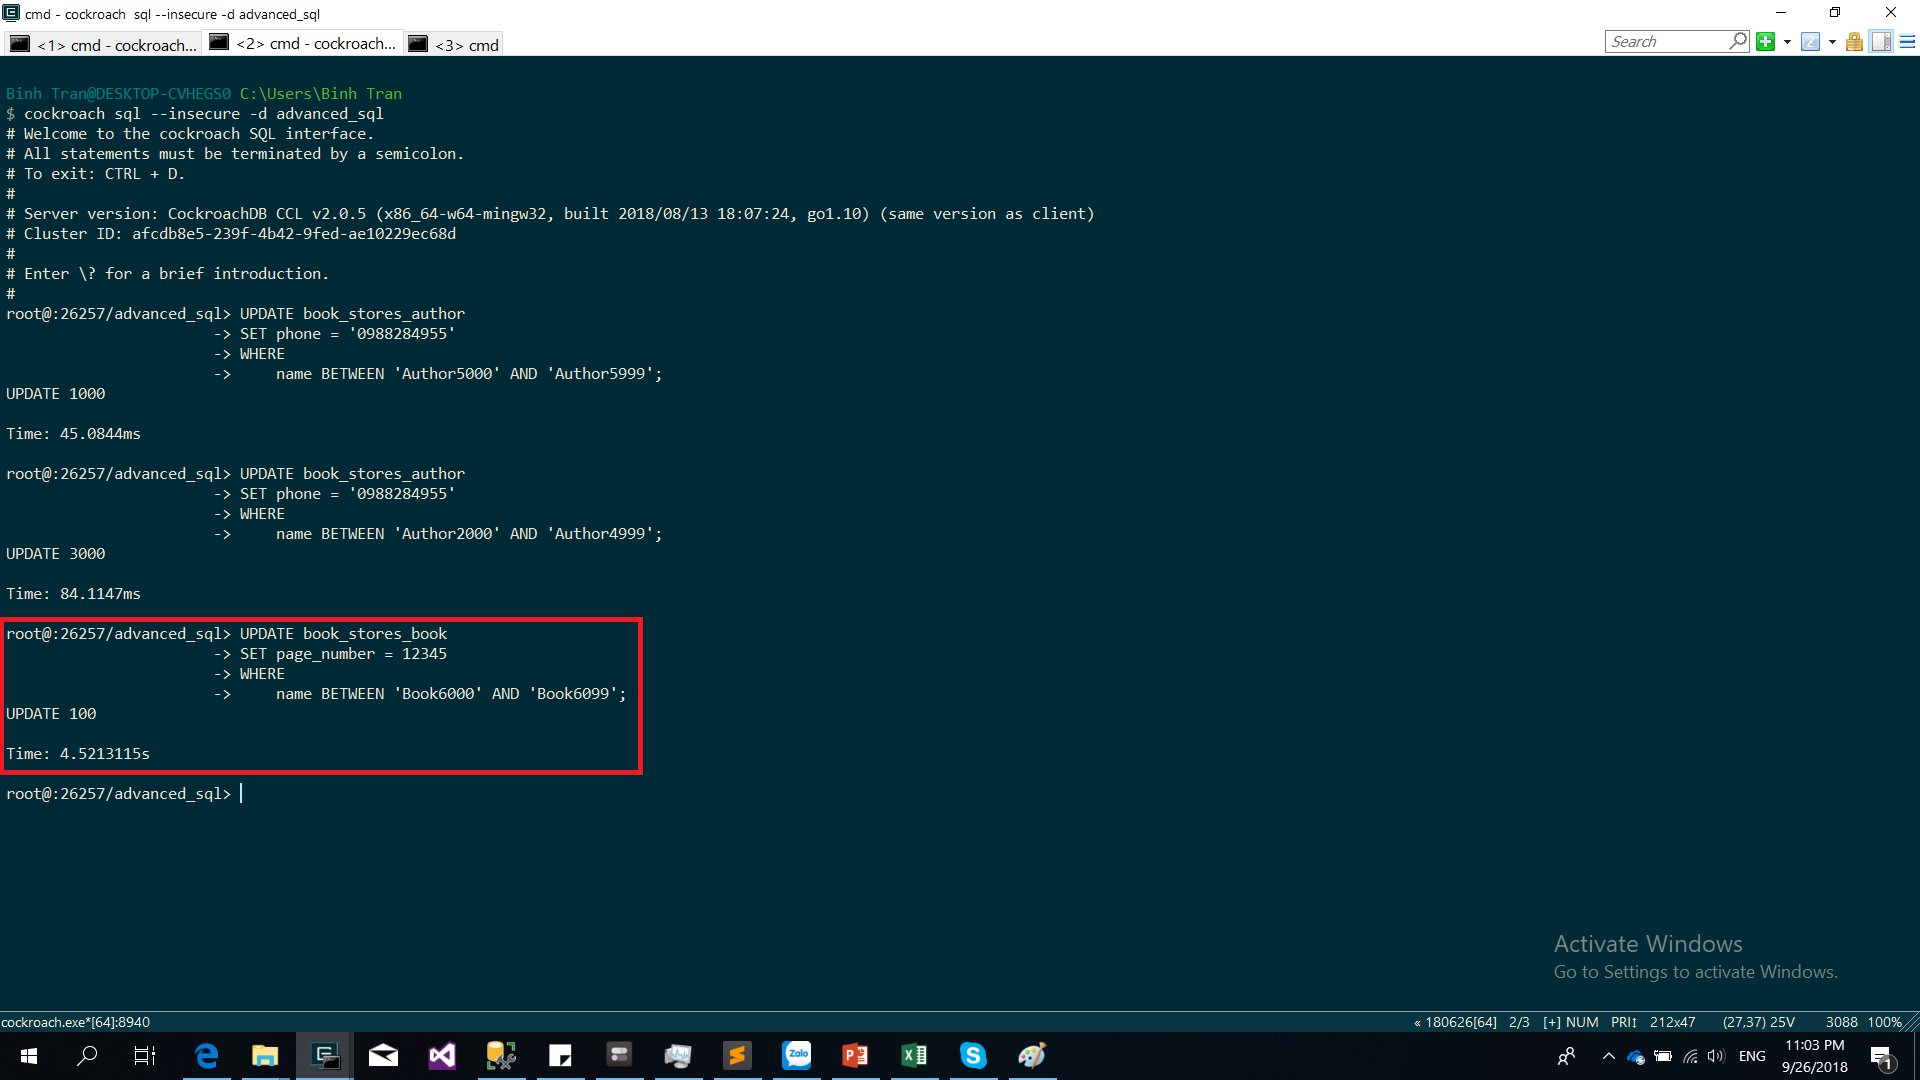 cmd - cockroach  sql --insecure -d advanced_sql
<1> cmd - cockroach...
<2> cmd - cockroach...
<3> cmd
Search
Binh Tran@DESKTOP-CVHEGS0 C:\Users\Binh Tran
$ cockroach sql --insecure -d advanced_sql
# Welcome to the cockroach SQL interface.
# All statements must be terminated by a semicolon.
# To exit: CTRL + D.
#
# Server version: CockroachDB CCL v2.0.5 (x86_64-w64-mingw32, built 2018/08/13 18:07:24, go1.10) (same version as client)
# Cluster ID: afcdb8e5-239f-4b42-9fed-ae10229ec68d
#
# Enter \? for a brief introduction.
#
root@:26257/advanced_sql> UPDATE book_stores_author
-> SET phone = '0988284955'
-> WHERE
->     name BETWEEN 'Author5000' AND 'Author5999';
UPDATE 1000
Time: 45.0844ms
root@:26257/advanced_sql> UPDATE book_stores_author
-> SET phone = '0988284955'
-> WHERE
->     name BETWEEN 'Author2000' AND 'Author4999';
UPDATE 3000
Time: 84.1147ms
root@:26257/advanced_sql> UPDATE book_stores_book
-> SET page_number = 12345
-> WHERE
->     name BETWEEN 'Book6000' AND 'Book6099';
UPDATE 100
Time: 4.5213115s
root@:26257/advanced_sql>
Activate Windows
Go to Settings to activate Windows.
cockroach.exe*[64]:8940
« 180626[64] 2/3 [+] NUM PRI↕ 212x47 (27,37) 25V 3088 100%
Zalo
ENG
11:03 PM
9/26/2018
1